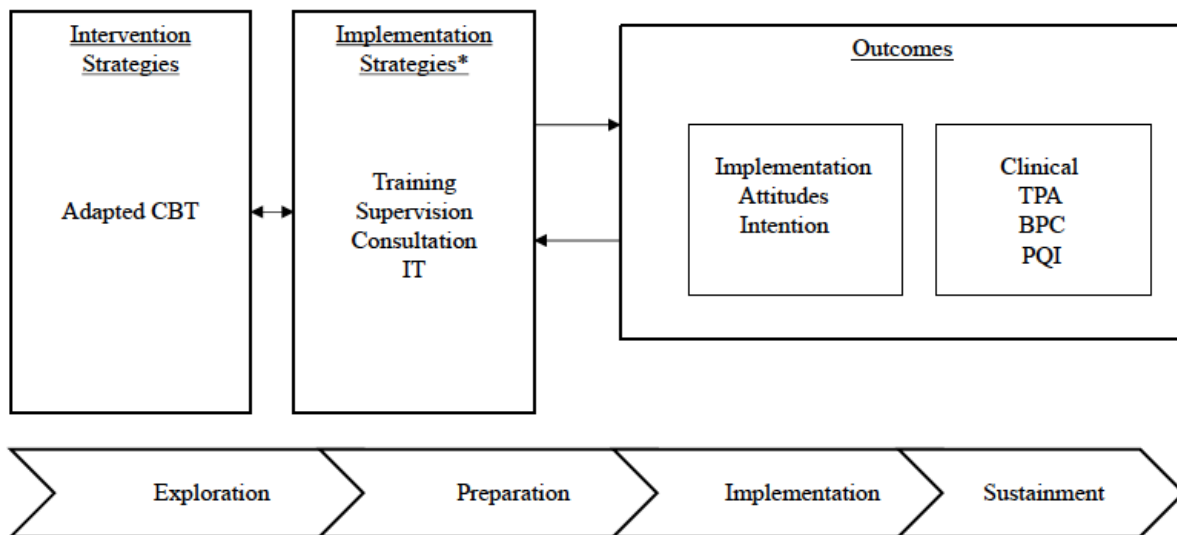 Intervention
Strategies
Adapted CBT
Implementation
Strategies*
Training
Supervision
Consultation
IT
Outcomes
Implementation
Attitudes
Intention
Clinical
TPA
BPC
PQI
Exploration
Preparation
Implementation
Sustainment